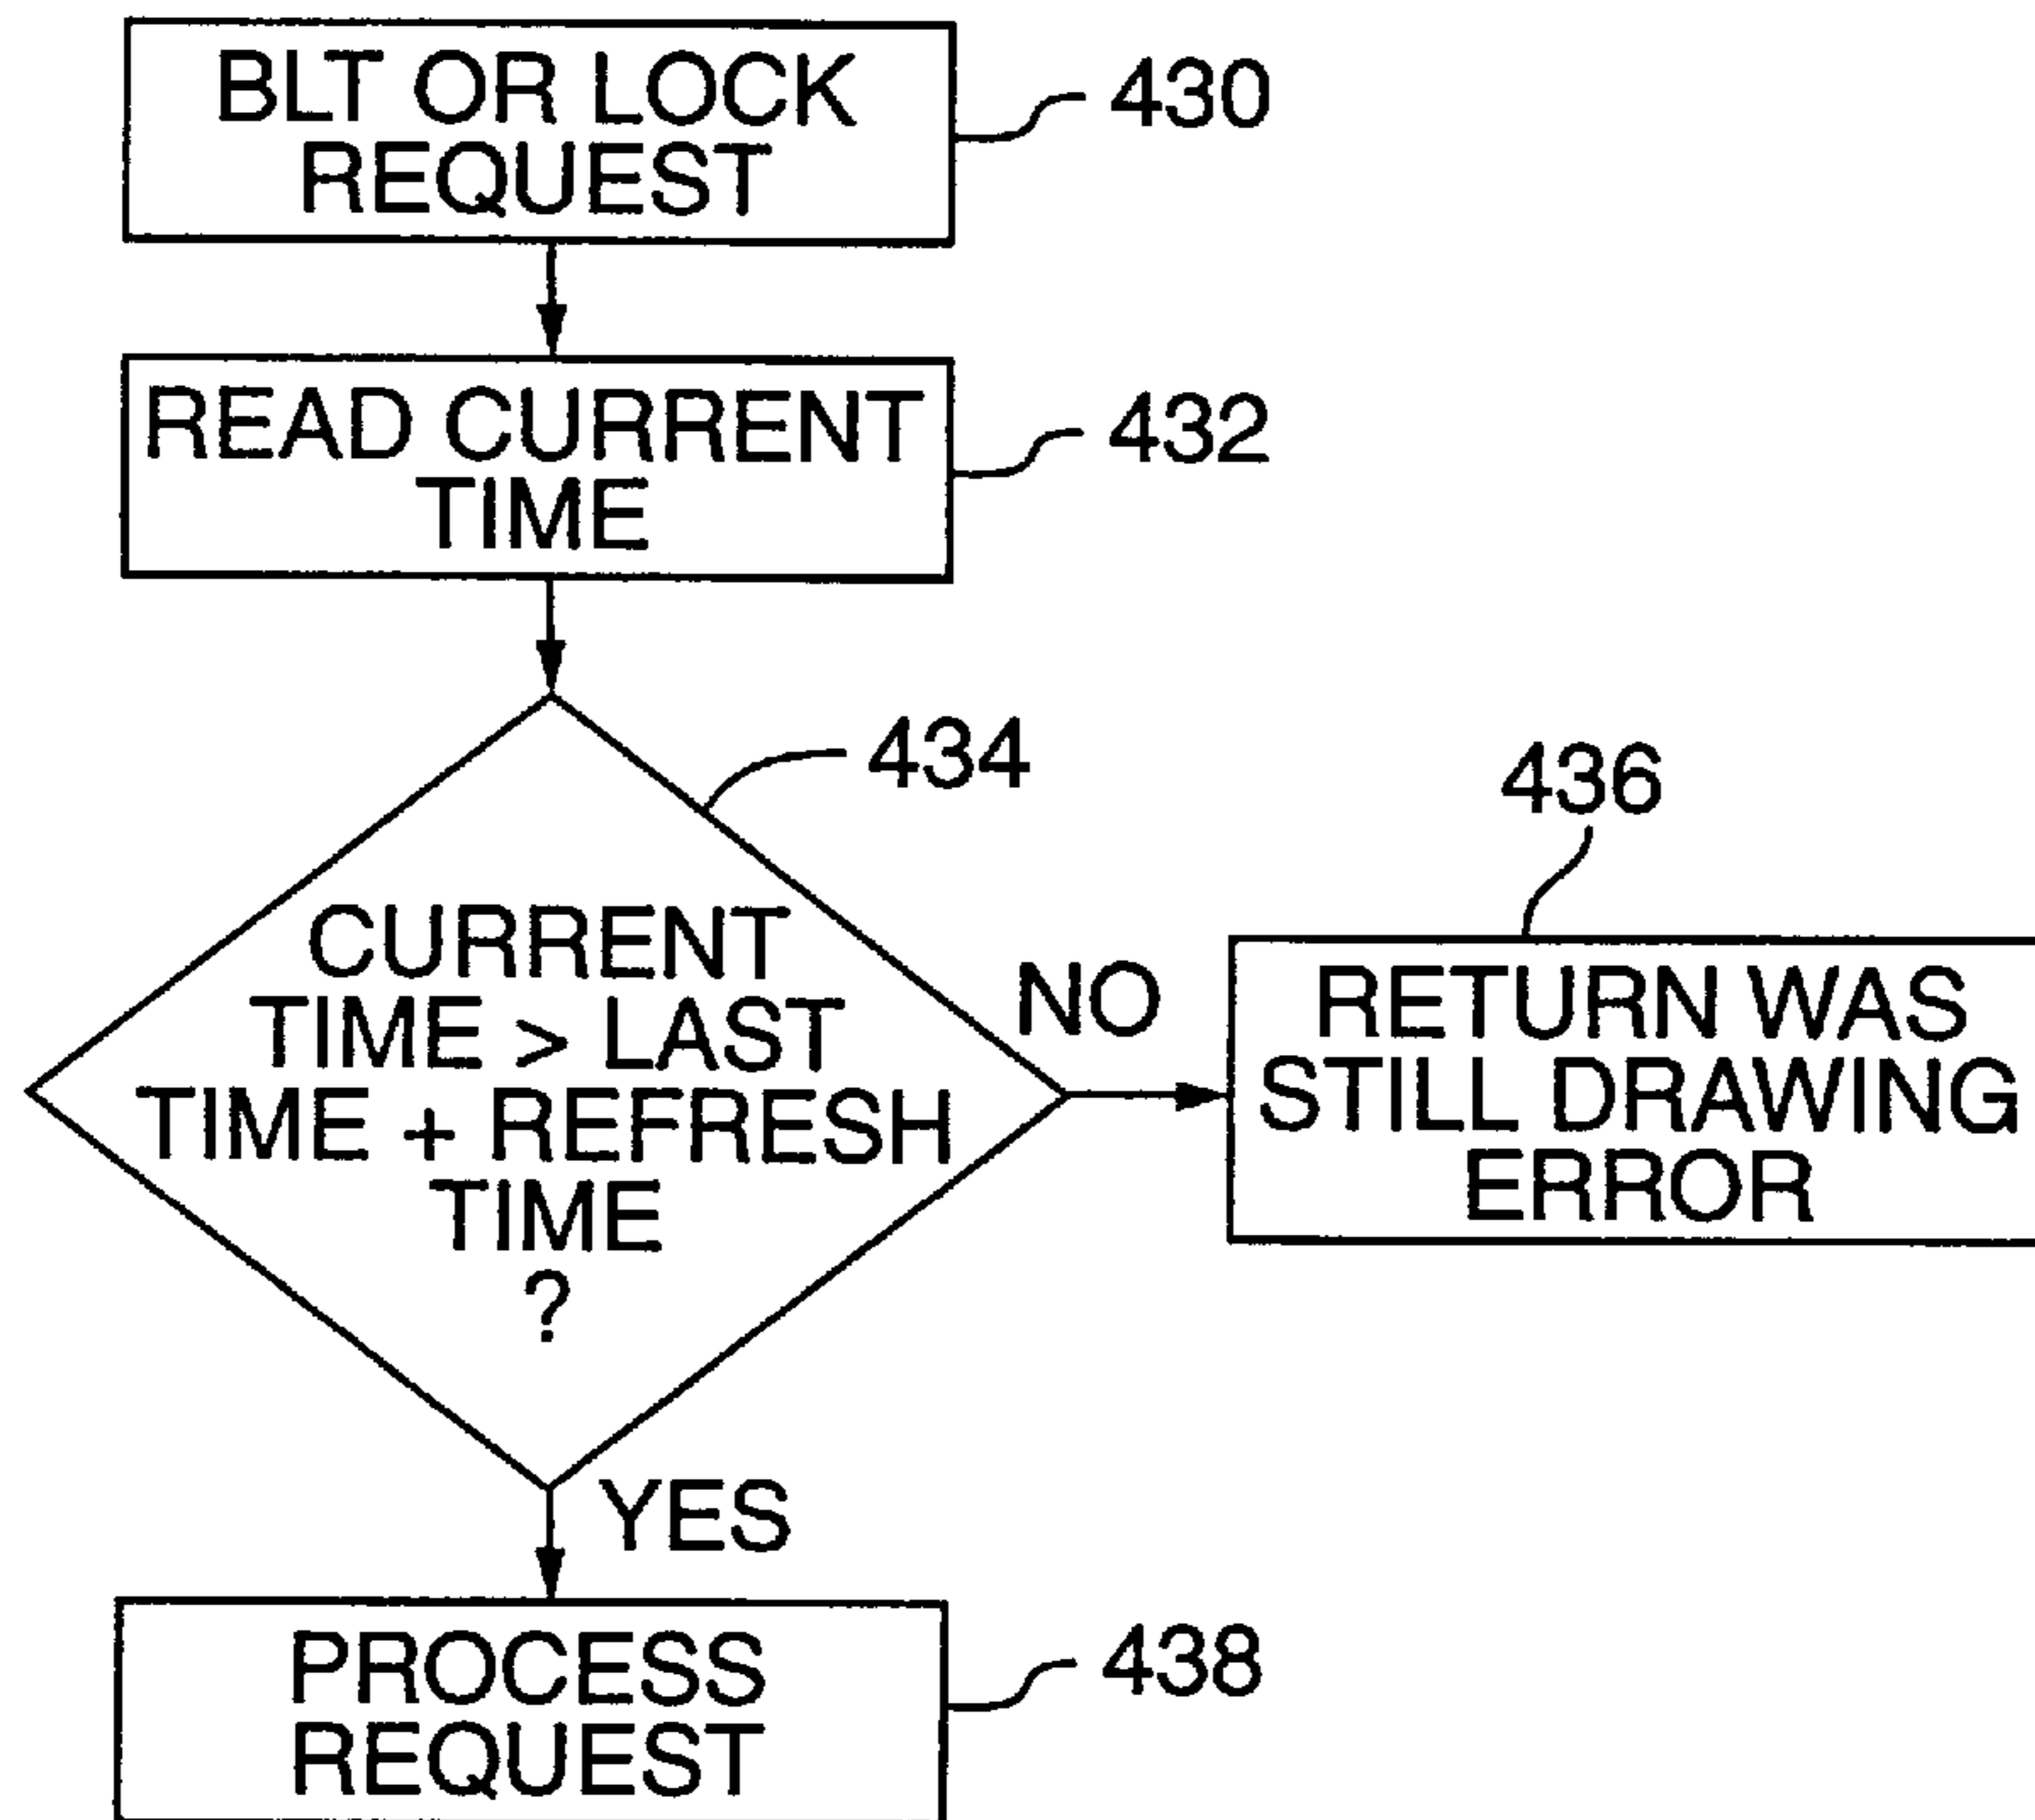 BLT OR LOCK
REQUEST
430
READ CURRENT
TIME
432
434
CURRENT
TIME > LAST
TIME + REFRESH
TIME
?
NO
436
RETURN WAS
STILL DRAWING
ERROR
YES
PROCESS
REQUEST
438